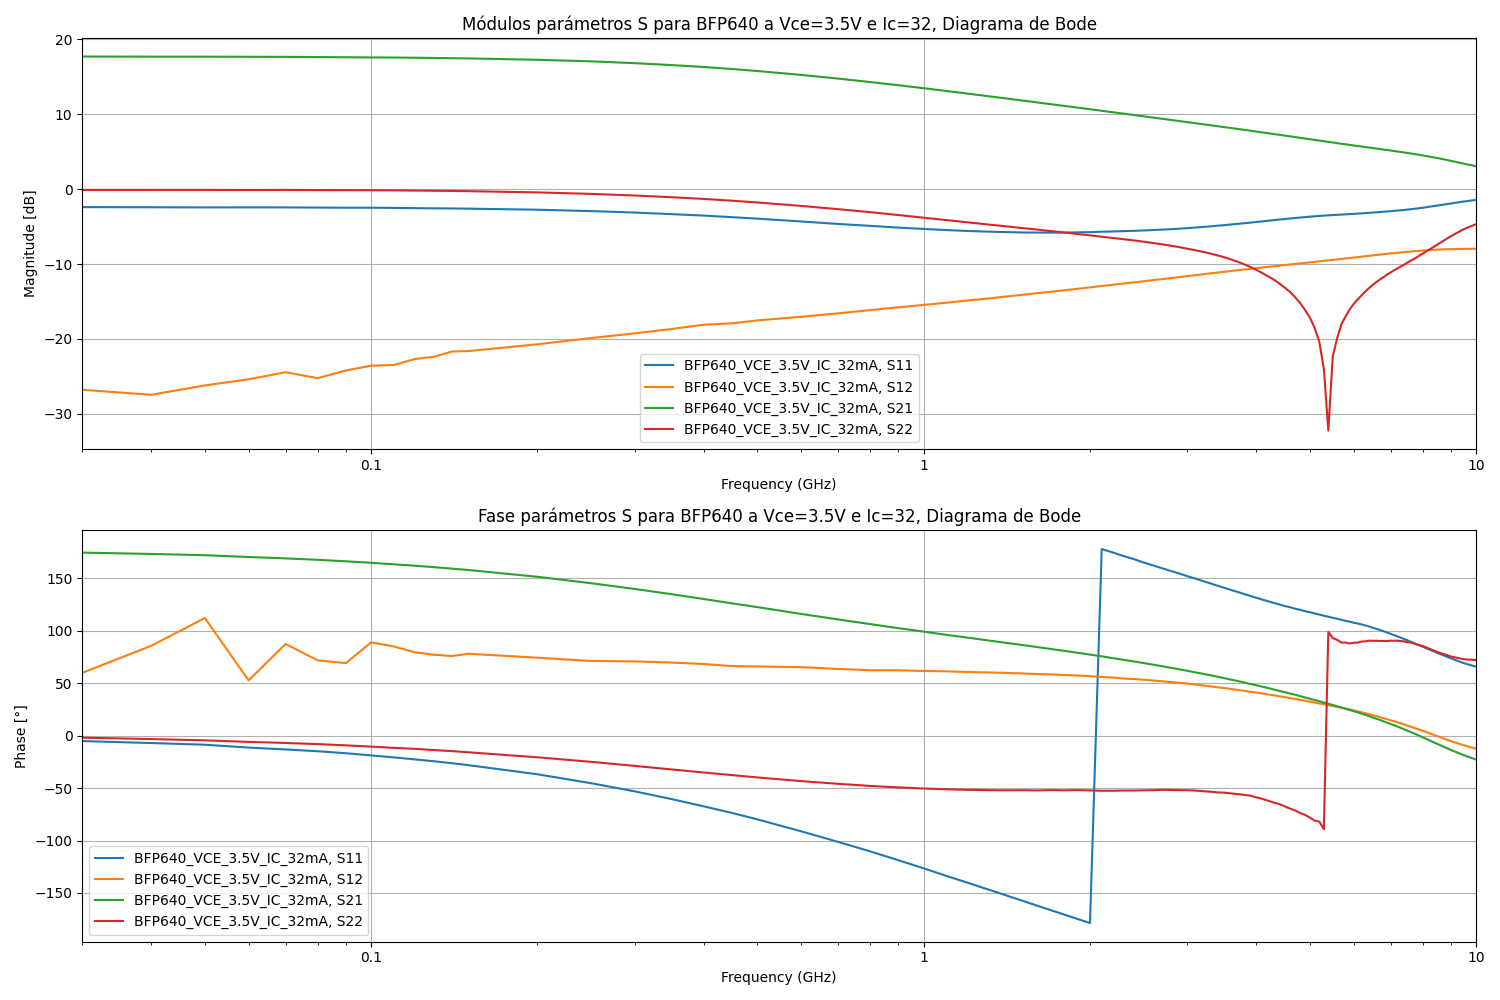 Módulos parámetros S para BFP640 a Vce=3.5V e Ic=32, Diagrama de Bode
20
10
0
−10
−20
−30
Magnitude [dB]
BFP640_VCE_3.5V_IC_32mA, S11
BFP640_VCE_3.5V_IC_32mA, S12
BFP640_VCE_3.5V_IC_32mA, S21
BFP640_VCE_3.5V_IC_32mA, S22
0.1 1 10
Frequency (GHz)
Fase parámetros S para BFP640 a Vce=3.5V e Ic=32, Diagrama de Bode
150
100
50
0
−50
−100
−150
Phase [°]
BFP640_VCE_3.5V_IC_32mA, S11
BFP640_VCE_3.5V_IC_32mA, S12
BFP640_VCE_3.5V_IC_32mA, S21
BFP640_VCE_3.5V_IC_32mA, S22
0.1 1 10
Frequency (GHz)